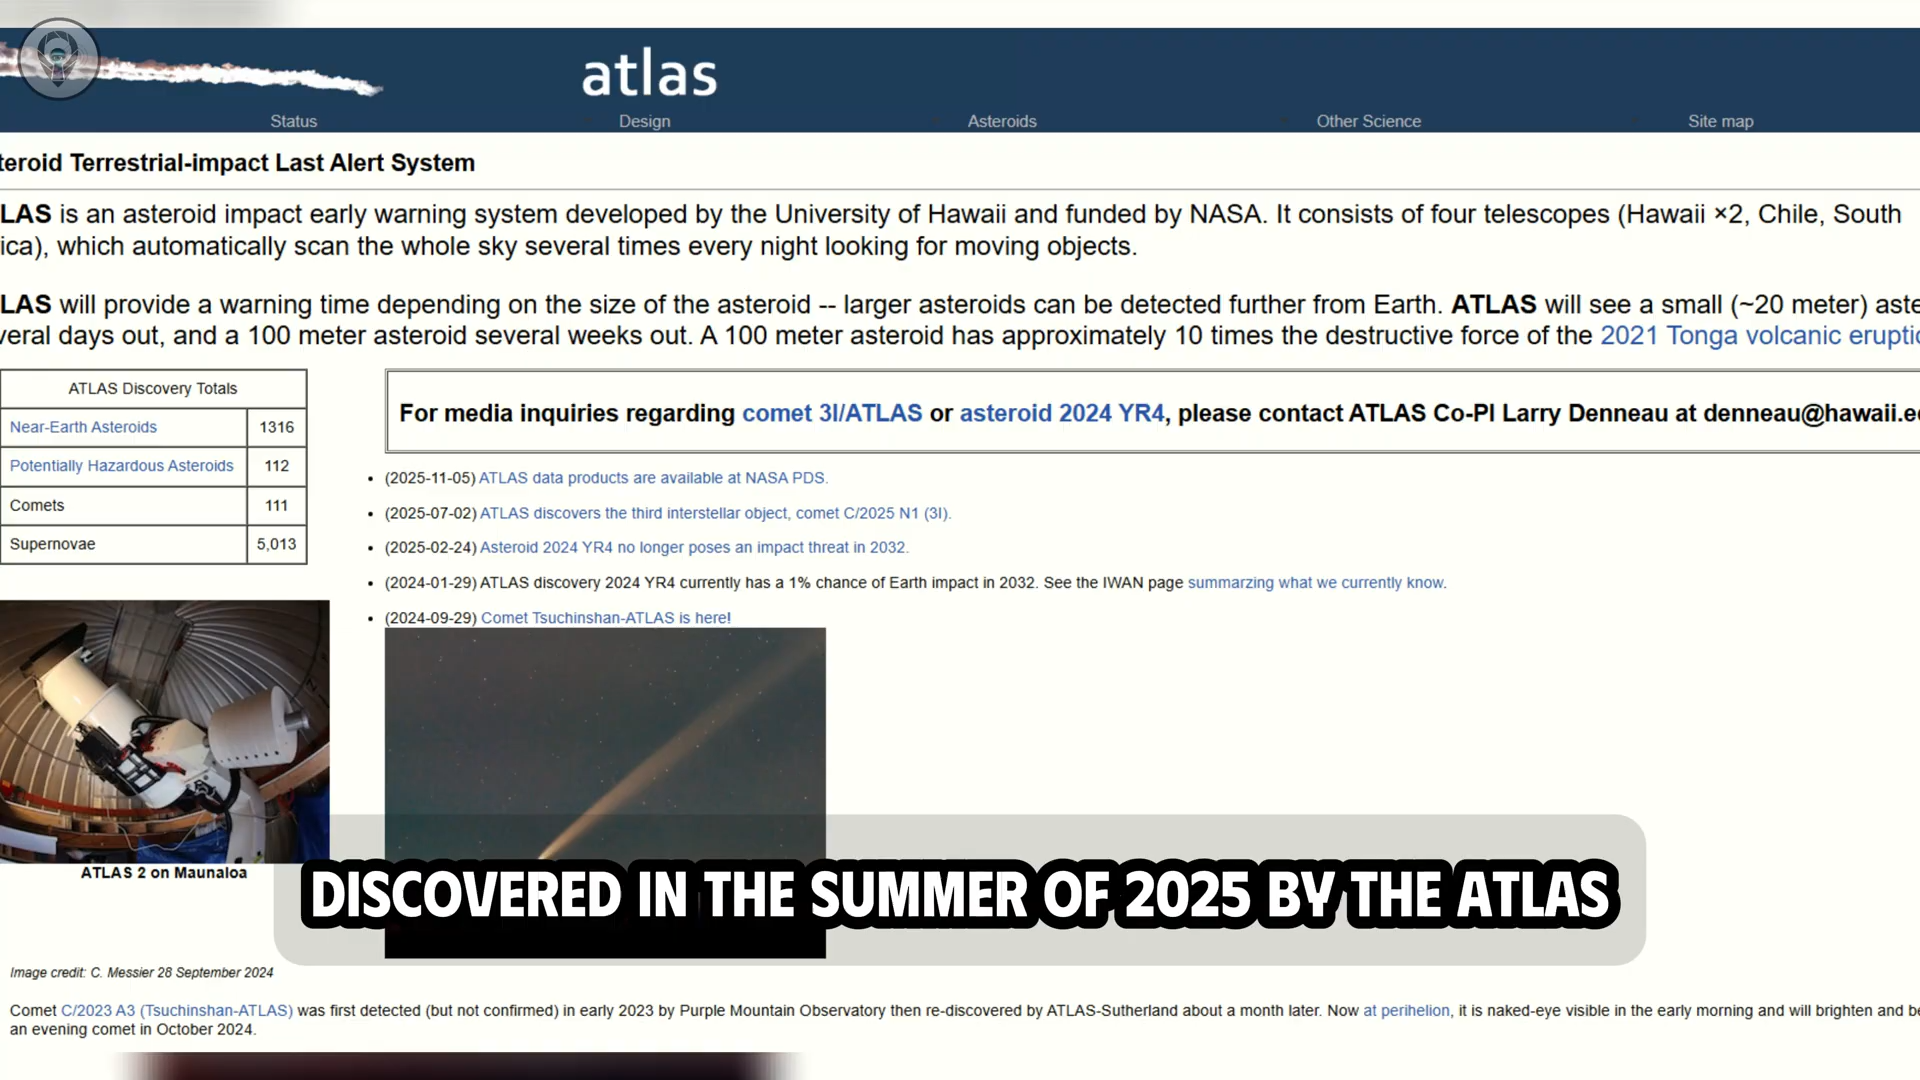 atlas
Status Design Asteroids Other Science Site map
teroid Terrestrial-impact Last Alert System
LAS is an asteroid impact early warning system developed by the University of Hawaii and funded by NASA. It consists of four telescopes (Hawaii ×2, Chile, South
ica), which automatically scan the whole sky several times every night looking for moving objects.
LAS will provide a warning time depending on the size of the asteroid -- larger asteroids can be detected further from Earth. ATLAS will see a small (~20 meter) aste
veral days out, and a 100 meter asteroid several weeks out. A 100 meter asteroid has approximately 10 times the destructive force of the 2021 Tonga volcanic erupti
ATLAS Discovery Totals
Near-Earth Asteroids 1316
Potentially Hazardous Asteroids 112
Comets 111
Supernovae 5,013
For media inquiries regarding comet 3I/ATLAS or asteroid 2024 YR4, please contact ATLAS Co-PI Larry Denneau at denneau@hawaii.e
• (2025-11-05) ATLAS data products are available at NASA PDS.
• (2025-07-02) ATLAS discovers the third interstellar object, comet C/2025 N1 (3I).
• (2025-02-24) Asteroid 2024 YR4 no longer poses an impact threat in 2032.
• (2024-01-29) ATLAS discovery 2024 YR4 currently has a 1% chance of Earth impact in 2032. See the IWAN page summarzing what we currently know.
• (2024-09-29) Comet Tsuchinshan-ATLAS is here!
ATLAS 2 on Maunaloa
DISCOVERED IN THE SUMMER OF 2025 BY THE ATLAS
Image credit: C. Messier 28 September 2024
Comet C/2023 A3 (Tsuchinshan-ATLAS) was first detected (but not confirmed) in early 2023 by Purple Mountain Observatory then re-discovered by ATLAS-Sutherland about a month later. Now at perihelion, it is naked-eye visible in the early morning and will brighten and be
an evening comet in October 2024.